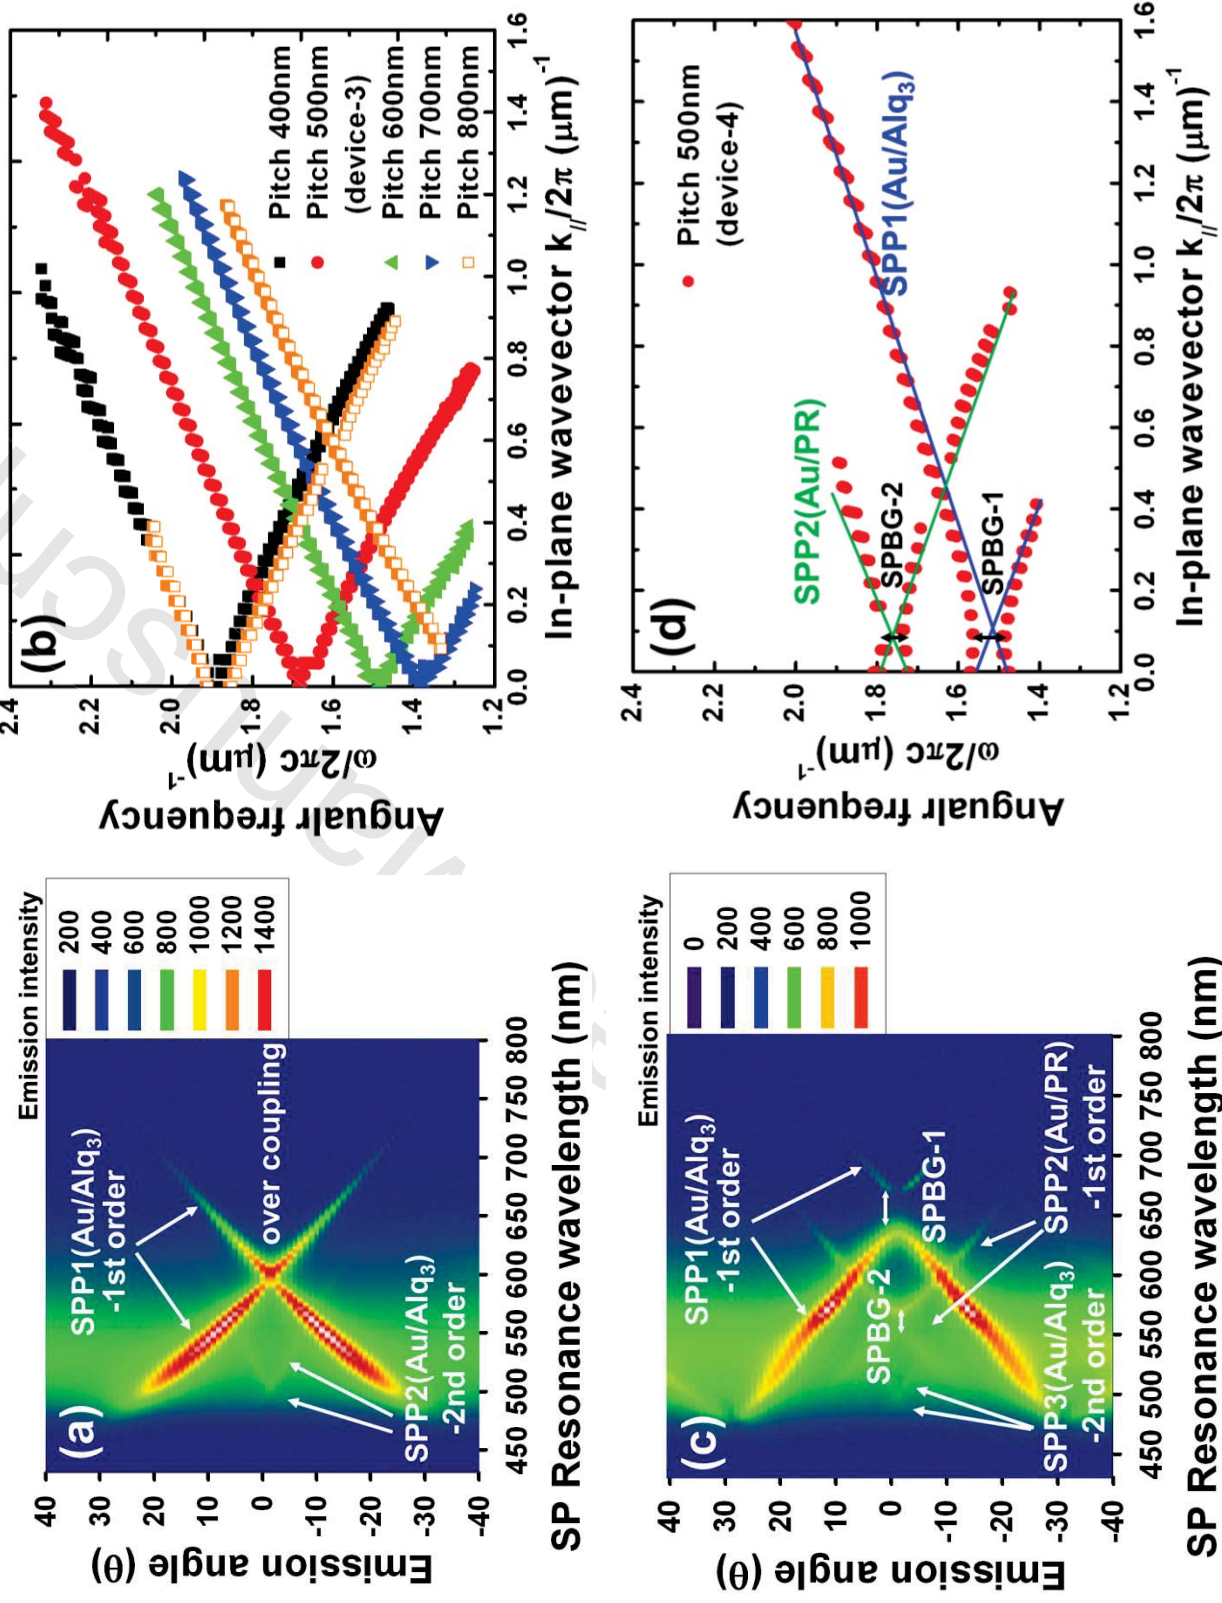 (a)
Emission intensity
200
400
600
800
1000
1200
1400
SPP1(Au/Alq3)
-1st order
over coupling
SPP2(Au/Alq3)
-2nd order
40
30
20
10
0
-10
-20
-30
-40
Emission angle (θ)
450 500 550 600 650 700 750 800
SP Resonance wavelength (nm)
(b)
Pitch 400nm
Pitch 500nm
(device-3)
Pitch 600nm
Pitch 700nm
Pitch 800nm
2.4
2.2
2.0
1.8
1.6
1.4
1.2
Angualr frequency
ω/2πc (μm)-1
0.0 0.2 0.4 0.6 0.8 1.0 1.2 1.4 1.6
In-plane wavevector k///2π (μm)-1
(c)
Emission intensity
0
200
400
600
800
1000
SPP1(Au/Alq3)
-1st order
SPBG-1
SPBG-2
SPP3(Au/Alq3)
-2nd order
SPP2(Au/PR)
-1st order
40
30
20
10
0
-10
-20
-30
-40
Emission angle (θ)
450 500 550 600 650 700 750 800
SP Resonance wavelength (nm)
(d)
Pitch 500nm
(device-4)
SPP2(Au/PR)
SPP1(Au/Alq3)
SPBG-2
SPBG-1
2.4
2.2
2.0
1.8
1.6
1.4
1.2
Angualr frequency
ω/2πc (μm)-1
0.0 0.2 0.4 0.6 0.8 1.0 1.2 1.4 1.6
In-plane wavevector k///2π (μm)-1